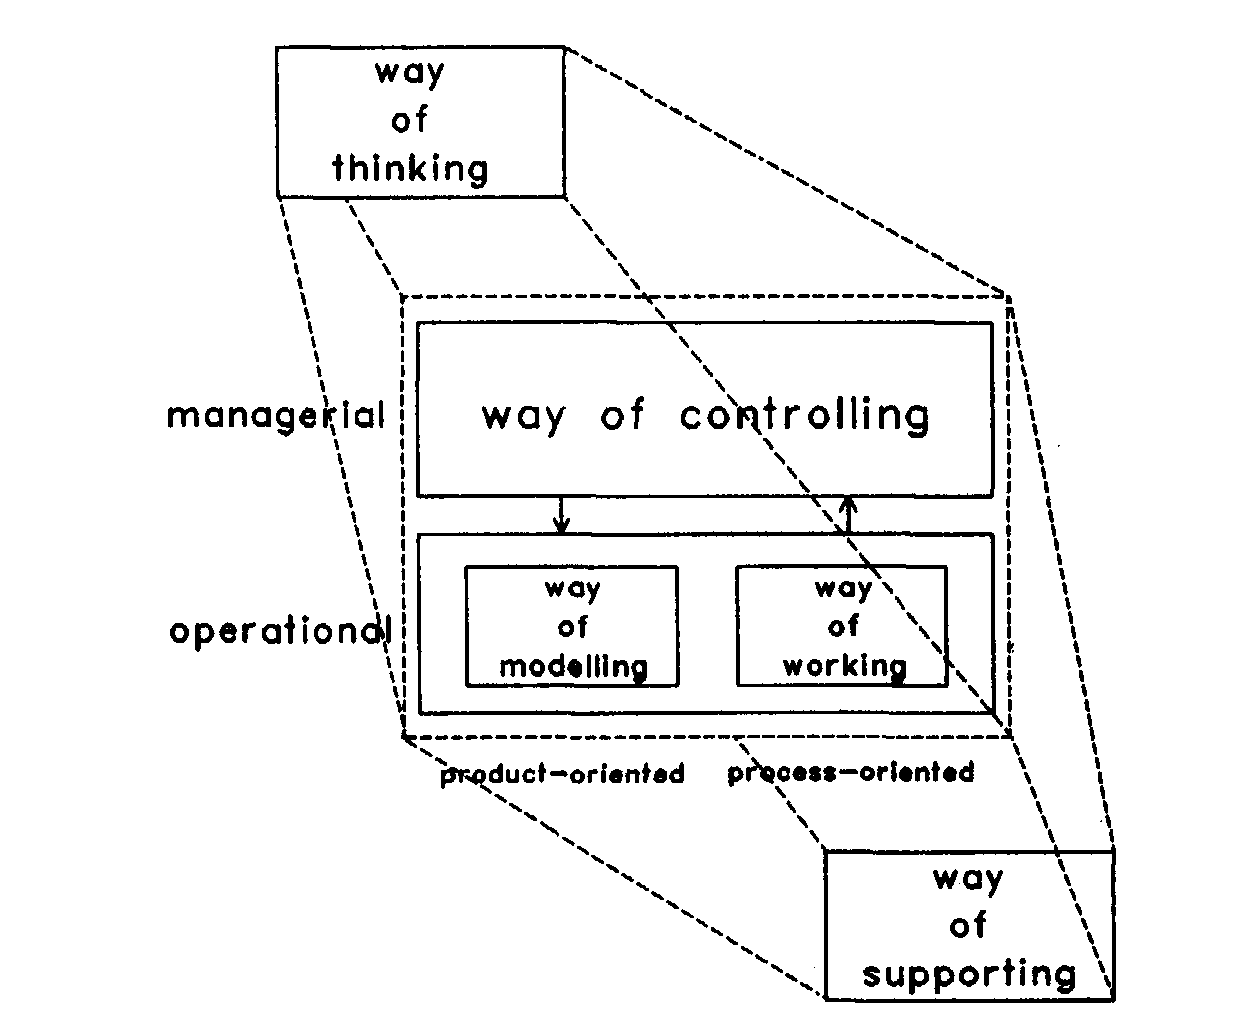 way
of
thinking
managerial
way of controlling
operational
way
of
modelling
way
of
working
product-oriented
process-oriented
way
of
supporting